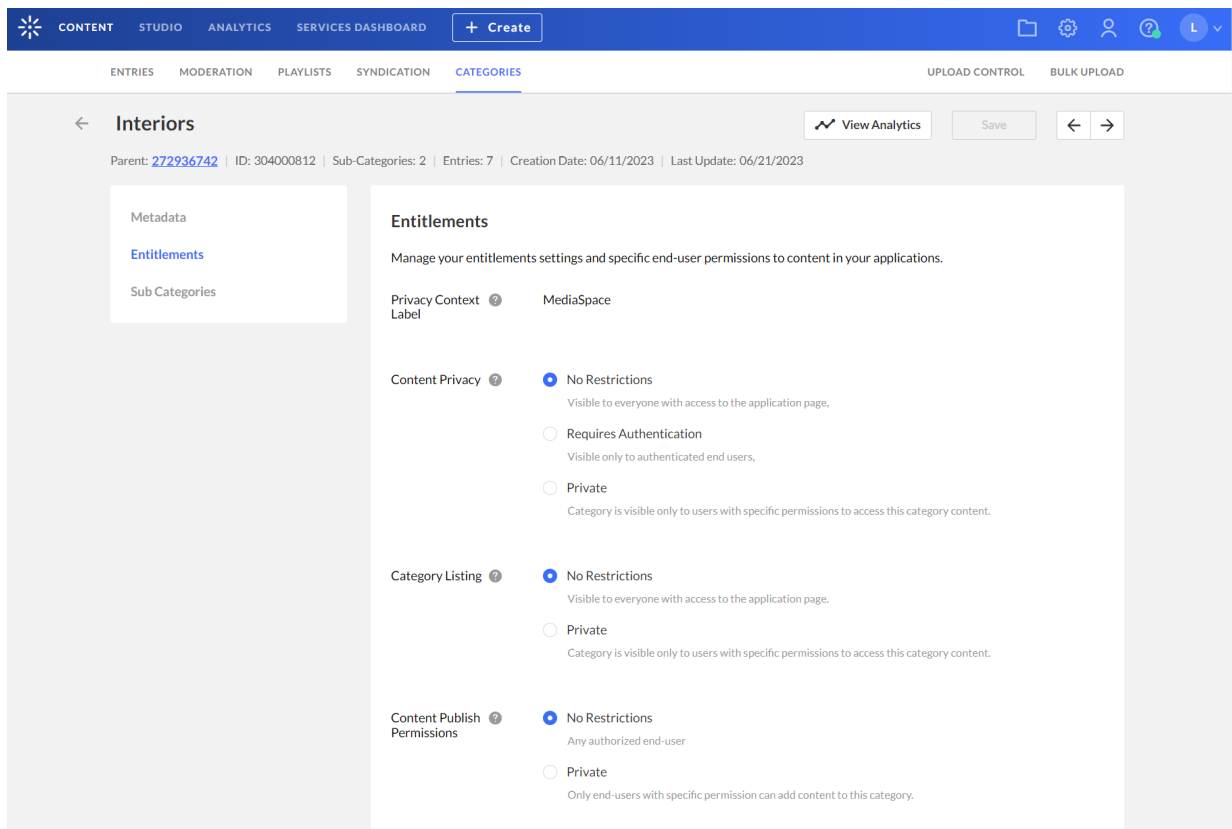 CONTENT STUDIO ANALYTICS SERVICES DASHBOARD + Create L
ENTRIES MODERATION PLAYLISTS SYNDICATION CATEGORIES UPLOAD CONTROL BULK UPLOAD
Interiors View Analytics Save
Parent: 272936742 | ID: 304000812 | Sub-Categories: 2 | Entries: 7 | Creation Date: 06/11/2023 | Last Update: 06/21/2023
Metadata
Entitlements
Sub Categories
Entitlements
Manage your entitlements settings and specific end-user permissions to content in your applications.
Privacy Context ? MediaSpace
Label
Content Privacy ? No Restrictions
Visible to everyone with access to the application page,
Requires Authentication
Visible only to authenticated end users,
Private
Category is visible only to users with specific permissions to access this category content.
Category Listing ? No Restrictions
Visible to everyone with access to the application page.
Private
Category is visible only to users with specific permissions to access this category content.
Content Publish ? No Restrictions
Permissions
Any authorized end-user
Private
Only end-users with specific permission can add content to this category.